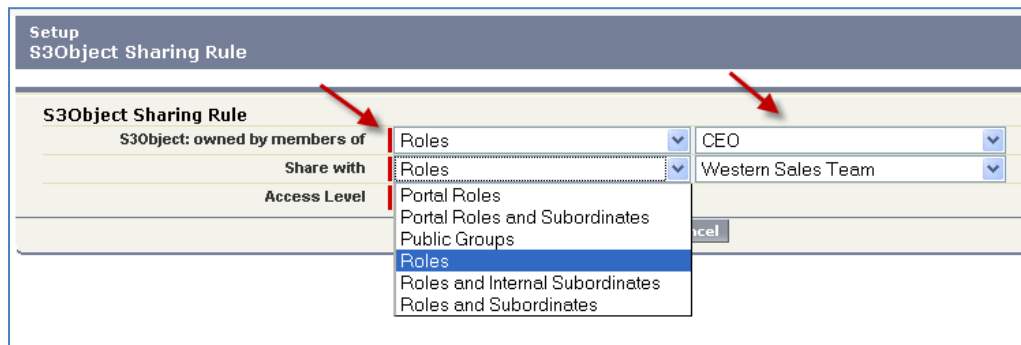 Setup
S3Object Sharing Rule
S3Object Sharing Rule
S3Object: owned by members of Roles CEO
Share with Roles Western Sales Team
Access Level
Portal Roles
Portal Roles and Subordinates
Public Groups
Roles
Roles and Internal Subordinates
Roles and Subordinates